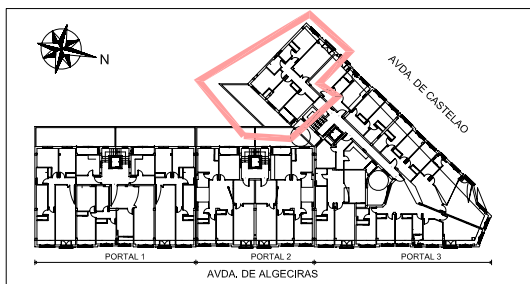 N
AVDA. DE CASTELAO
PORTAL 1
PORTAL 2
PORTAL 3
AVDA. DE ALGECIRAS